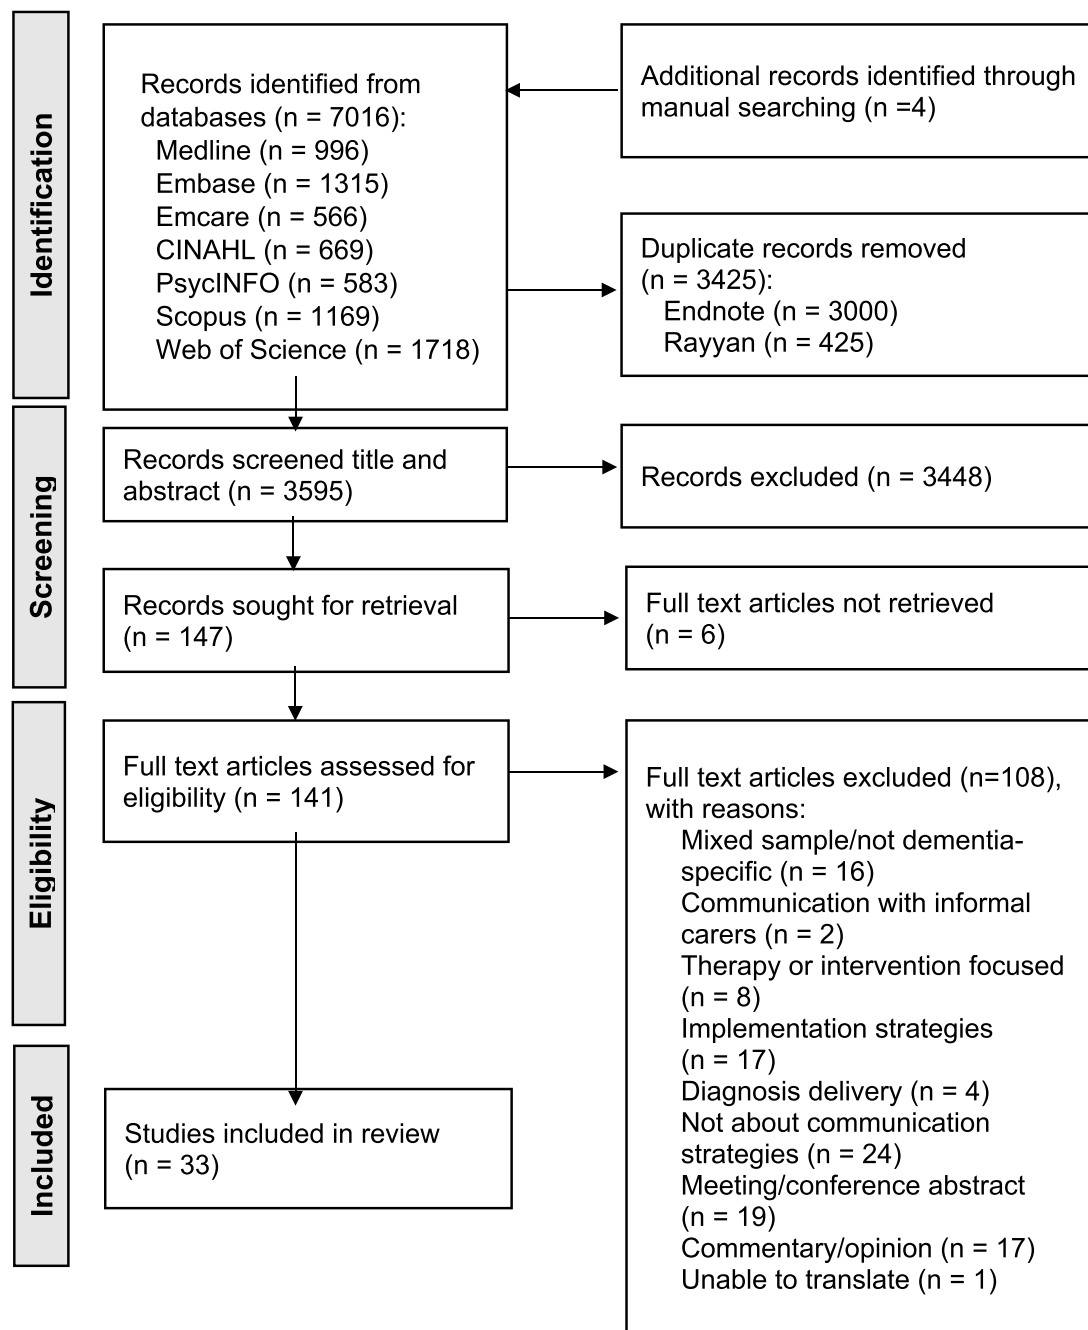 Identification
Records identified from
databases (n = 7016):
Medline (n = 996)
Embase (n = 1315)
Emcare (n = 566)
CINAHL (n = 669)
PsycINFO (n = 583)
Scopus (n = 1169)
Web of Science (n = 1718)
Additional records identified through
manual searching (n =4)
Duplicate records removed
(n = 3425):
Endnote (n = 3000)
Rayyan (n = 425)
Screening
Records screened title and
abstract (n = 3595)
Records excluded (n = 3448)
Records sought for retrieval
(n = 147)
Full text articles not retrieved
(n = 6)
Eligibility
Full text articles assessed for
eligibility (n = 141)
Full text articles excluded (n=108),
with reasons:
Mixed sample/not dementia-
specific (n = 16)
Communication with informal
carers (n = 2)
Therapy or intervention focused
(n = 8)
Implementation strategies
(n = 17)
Diagnosis delivery (n = 4)
Not about communication
strategies (n = 24)
Meeting/conference abstract
(n = 19)
Commentary/opinion (n = 17)
Unable to translate (n = 1)
Included
Studies included in review
(n = 33)